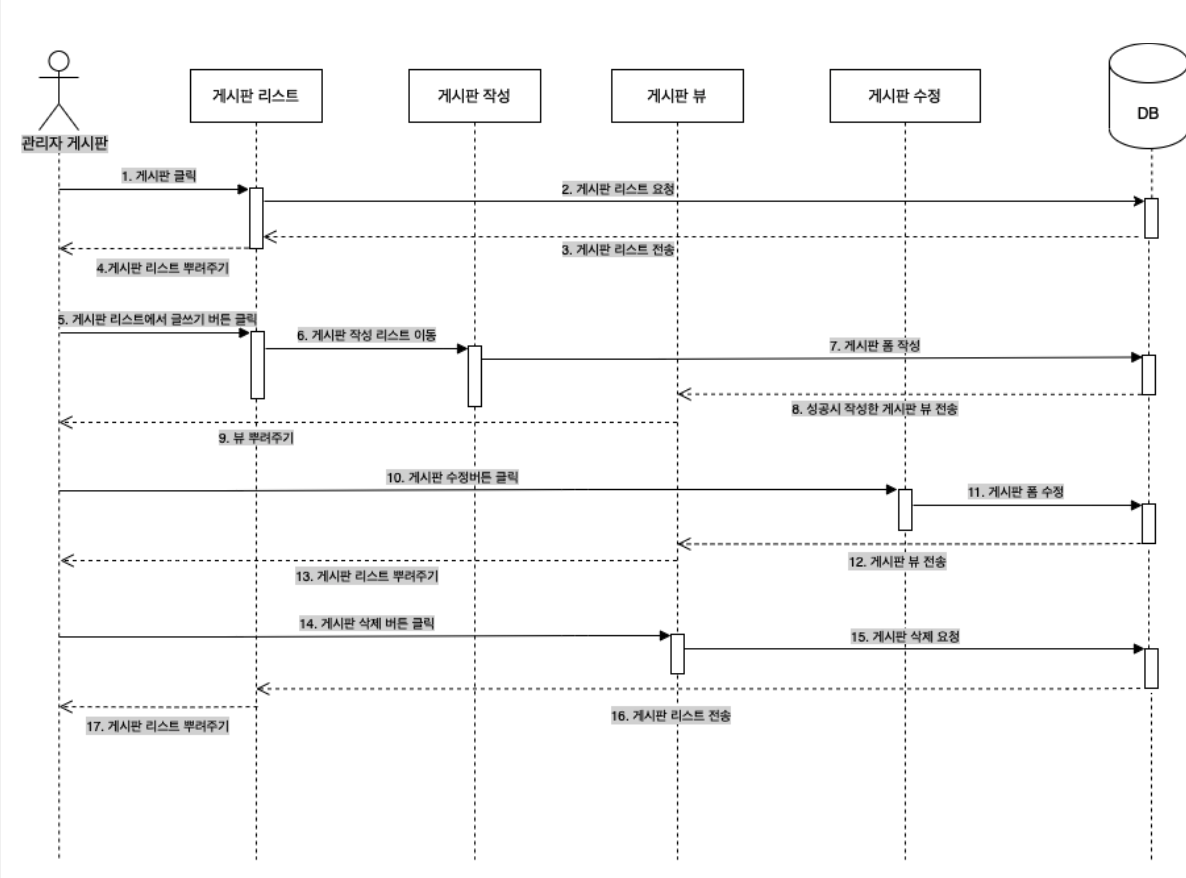 게시판 리스트
게시판 작성
게시판 뷰
게시판 수정
DB
관리자 게시판
1. 게시판 클릭
2. 게시판 리스트 요청
3. 게시판 리스트 전송
4.게시판 리스트 뿌려주기
5. 게시판 리스트에서 글쓰기 버튼 클릭
6. 게시판 작성 리스트 이동
7. 게시판 폼 작성
8. 성공시 작성한 게시판 뷰 전송
9. 뷰 뿌려주기
10. 게시판 수정버튼 클릭
11. 게시판 폼 수정
12. 게시판 뷰 전송
13. 게시판 리스트 뿌려주기
14. 게시판 삭제 버튼 클릭
15. 게시판 삭제 요청
16. 게시판 리스트 전송
17. 게시판 리스트 뿌려주기